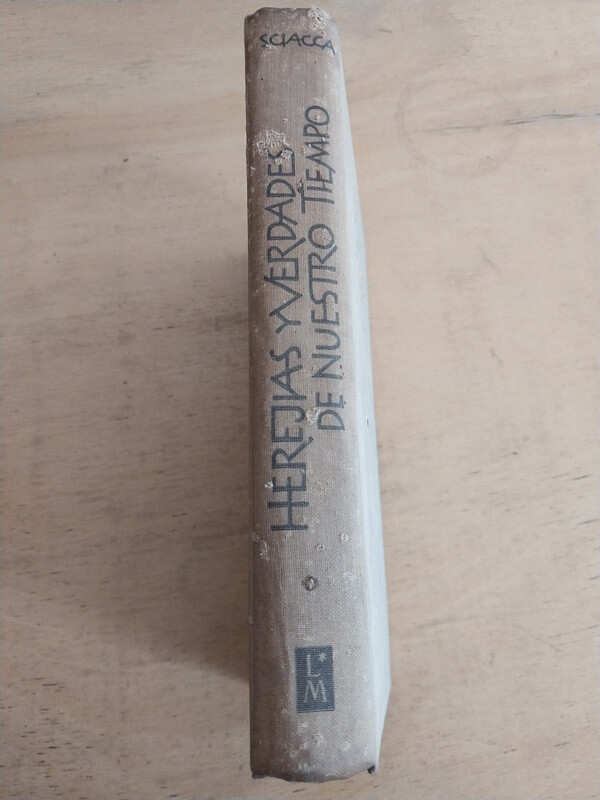 SCIACCA
HEREJIAS Y VERDADES
DE NUESTRO TIEMPO
L*
M